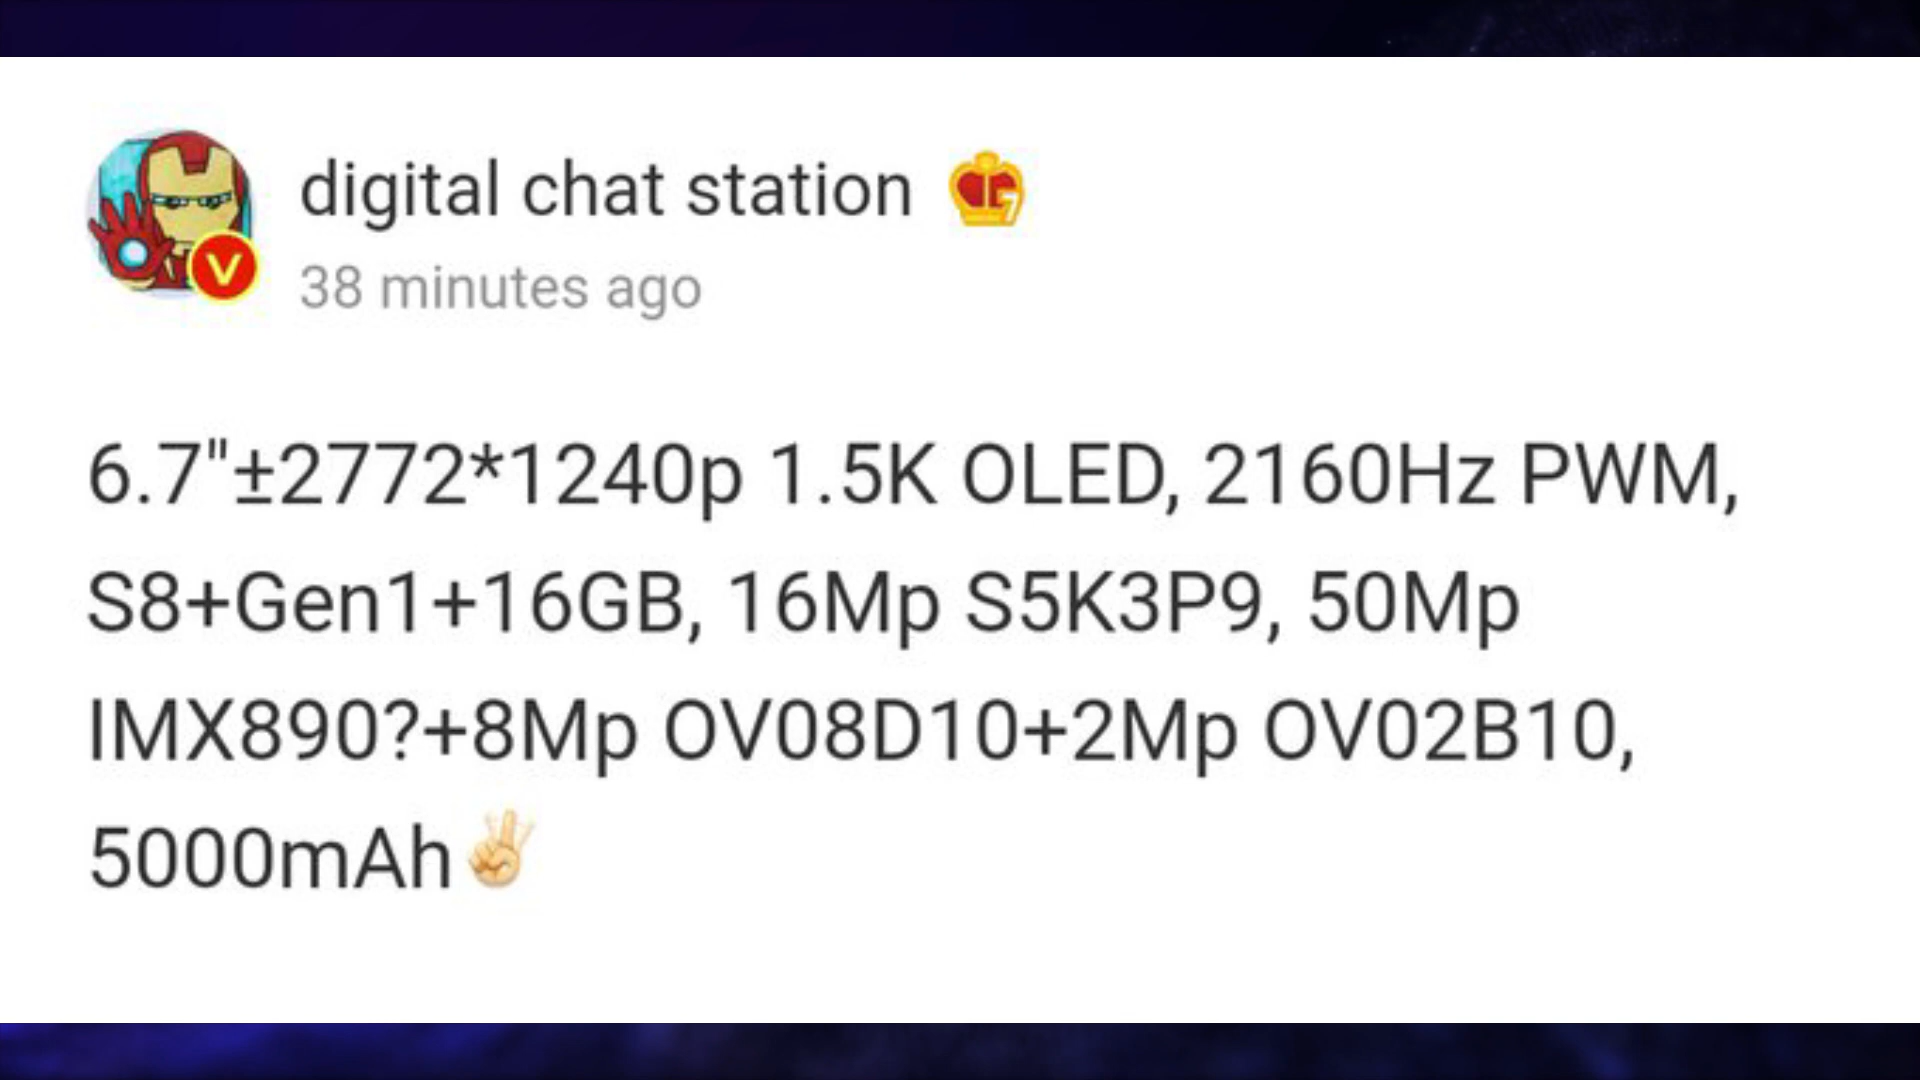 digital chat station
38 minutes ago
6.7"±2772*1240p 1.5K OLED, 2160Hz PWM,
S8+Gen1+16GB, 16Mp S5K3P9, 50Mp
IMX890?+8Mp OV08D10+2Mp OV02B10,
5000mAh✌🏻